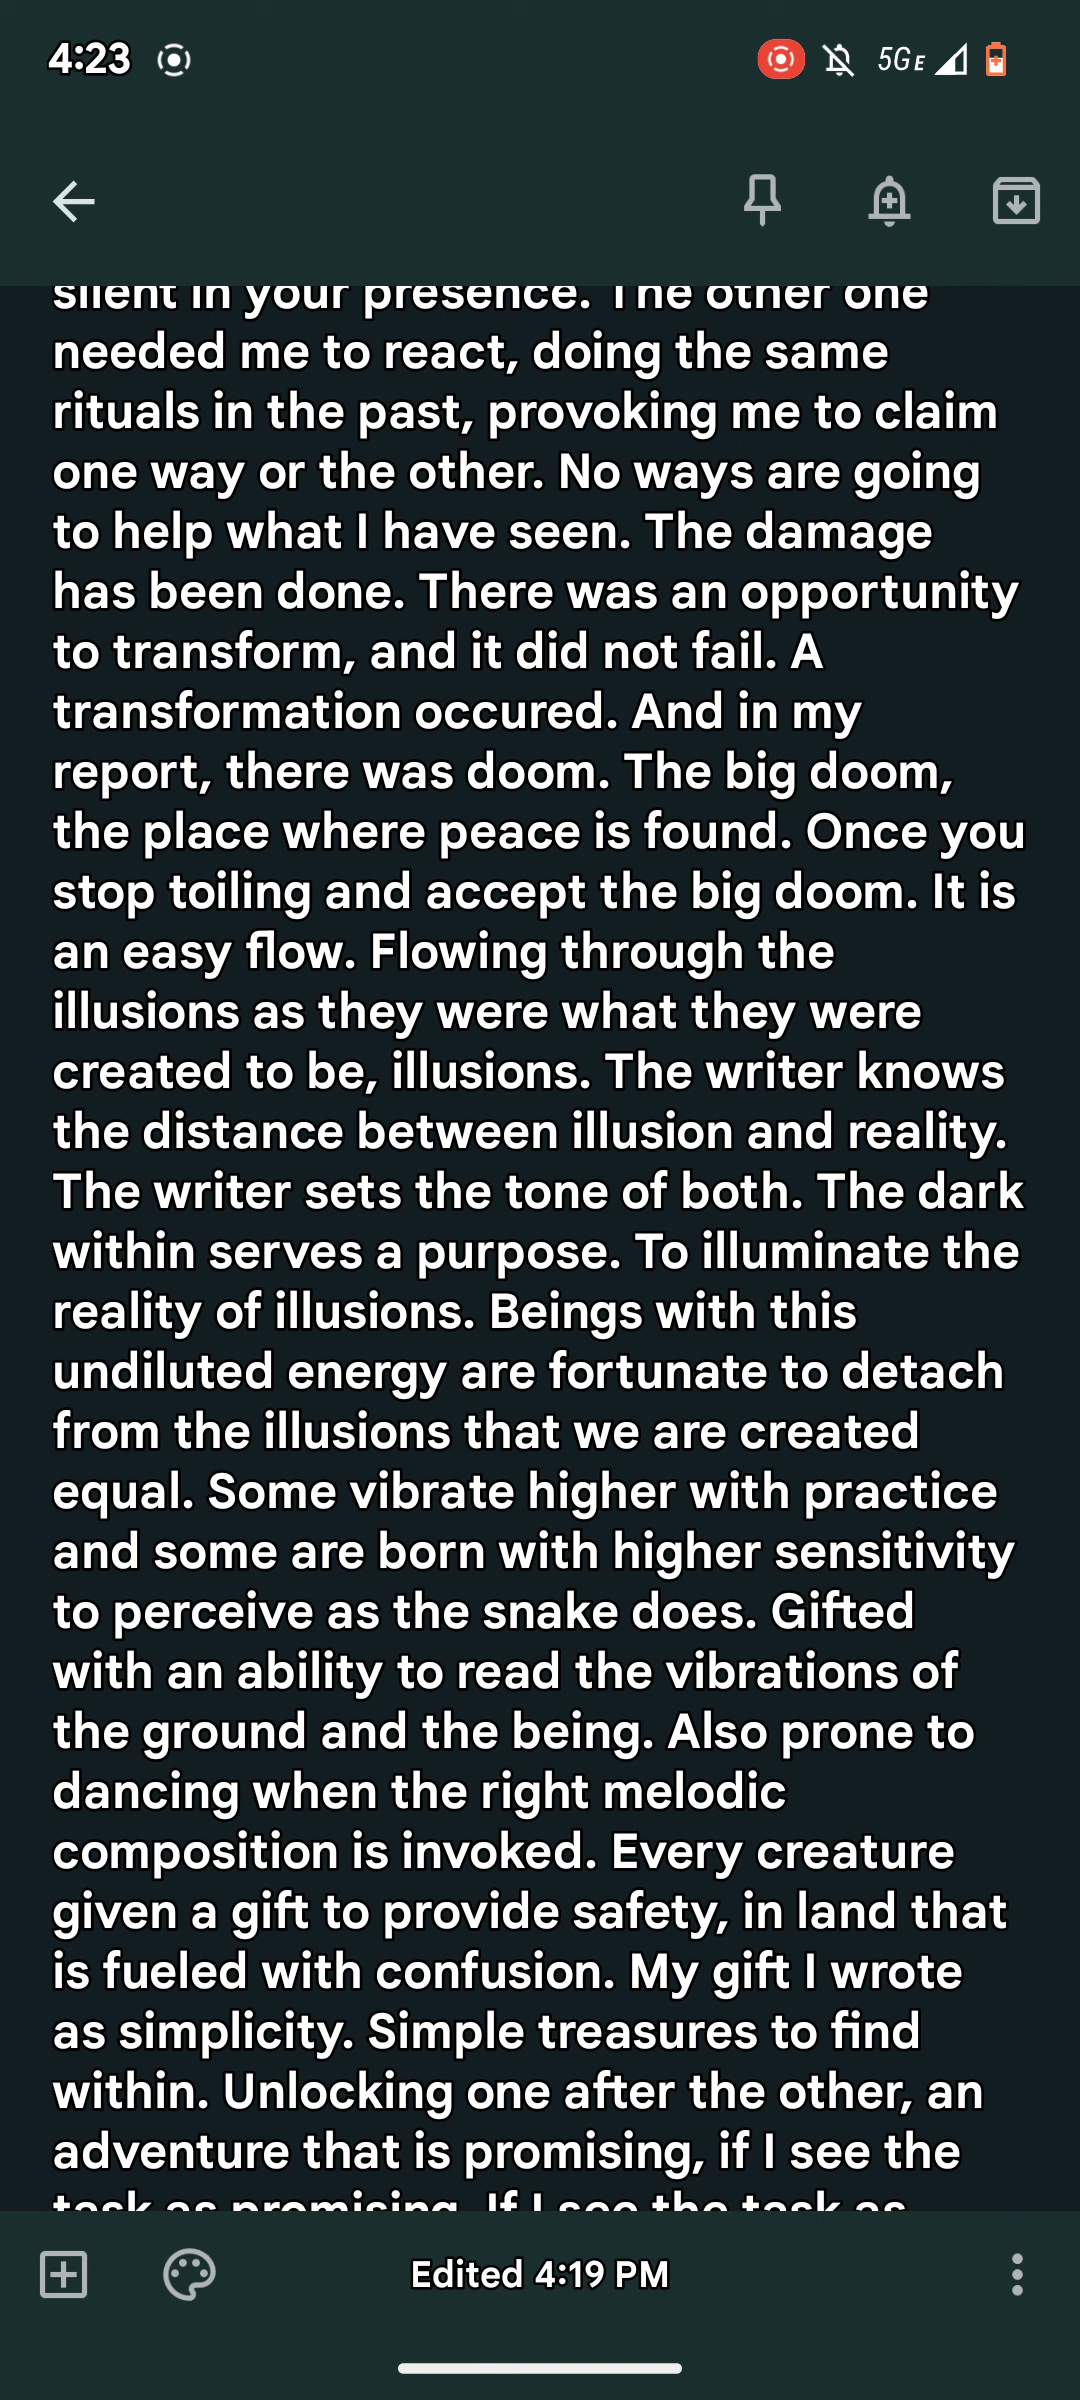 4:23
5GE
silent in your presence. The other one
needed me to react, doing the same
rituals in the past, provoking me to claim
one way or the other. No ways are going
to help what I have seen. The damage
has been done. There was an opportunity
to transform, and it did not fail. A
transformation occured. And in my
report, there was doom. The big doom,
the place where peace is found. Once you
stop toiling and accept the big doom. It is
an easy flow. Flowing through the
illusions as they were what they were
created to be, illusions. The writer knows
the distance between illusion and reality.
The writer sets the tone of both. The dark
within serves a purpose. To illuminate the
reality of illusions. Beings with this
undiluted energy are fortunate to detach
from the illusions that we are created
equal. Some vibrate higher with practice
and some are born with higher sensitivity
to perceive as the snake does. Gifted
with an ability to read the vibrations of
the ground and the being. Also prone to
dancing when the right melodic
composition is invoked. Every creature
given a gift to provide safety, in land that
is fueled with confusion. My gift I wrote
as simplicity. Simple treasures to find
within. Unlocking one after the other, an
adventure that is promising, if I see the
task as promising. If I see the task as
Edited 4:19 PM